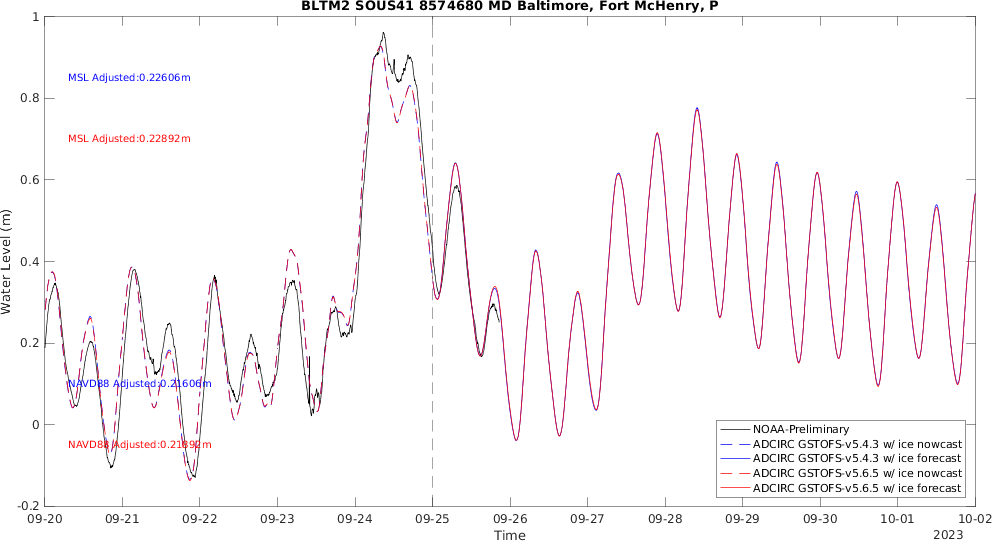 BLTM2 SOUS41 8574680 MD Baltimore, Fort McHenry, P
1
0.8
0.6
0.4
0.2
0
-0.2
Water Level (m)
MSL Adjusted:0.22606m
MSL Adjusted:0.22892m
NAVD88 Adjusted:0.21606m
NAVD88 Adjusted:0.21892m
NOAA-Preliminary
ADCIRC GSTOFS-v5.4.3 w/ ice nowcast
ADCIRC GSTOFS-v5.4.3 w/ ice forecast
ADCIRC GSTOFS-v5.6.5 w/ ice nowcast
ADCIRC GSTOFS-v5.6.5 w/ ice forecast
09-20 09-21 09-22 09-23 09-24 09-25 09-26 09-27 09-28 09-29 09-30 10-01 10-02
Time
2023